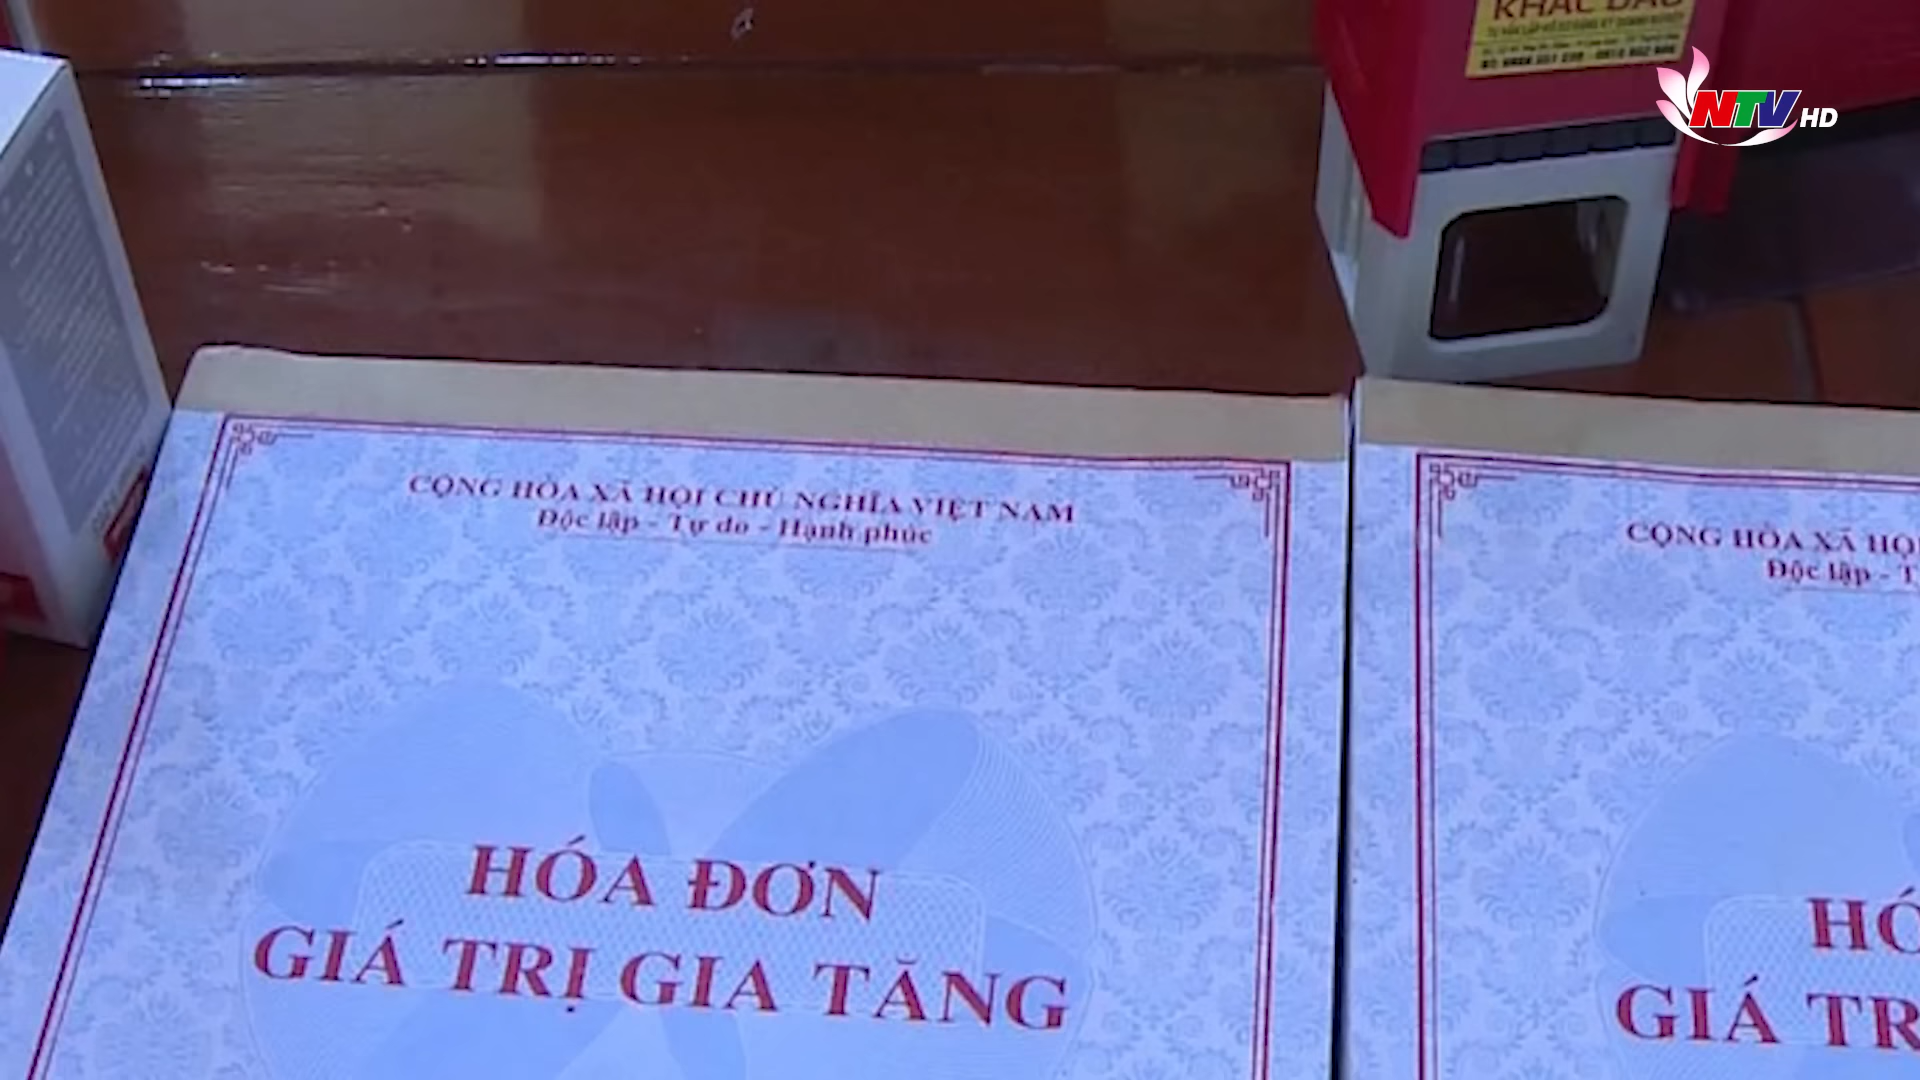 KHẮC DẤU
NTV HD
CỘNG HÒA XÃ HỘI CHỦ NGHĨA VIỆT NAM
Độc lập - Tự do - Hạnh phúc
HÓA ĐƠN
GIÁ TRỊ GIA TĂNG
CỘNG HÒA XÃ HỘI
Độc lập - T
HÓ
GIÁ TR